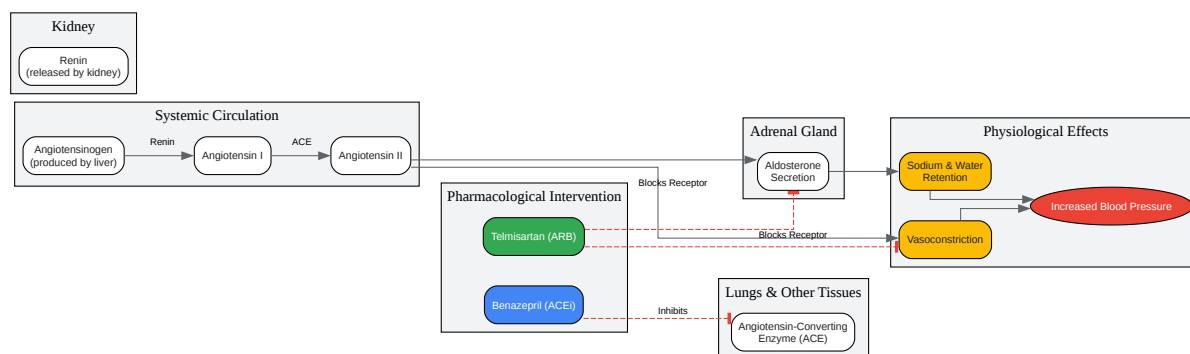 Kidney
Renin
(released by kidney)
Systemic Circulation
Angiotensinogen
(produced by liver)
Renin
Angiotensin I
ACE
Angiotensin II
Pharmacological Intervention
Telmisartan (ARB)
Benazepril (ACEi)
Blocks Receptor
Blocks Receptor
Inhibits
Adrenal Gland
Aldosterone
Secretion
Lungs & Other Tissues
Angiotensin-Converting
Enzyme (ACE)
Physiological Effects
Sodium & Water
Retention
Vasoconstriction
Increased Blood Pressure